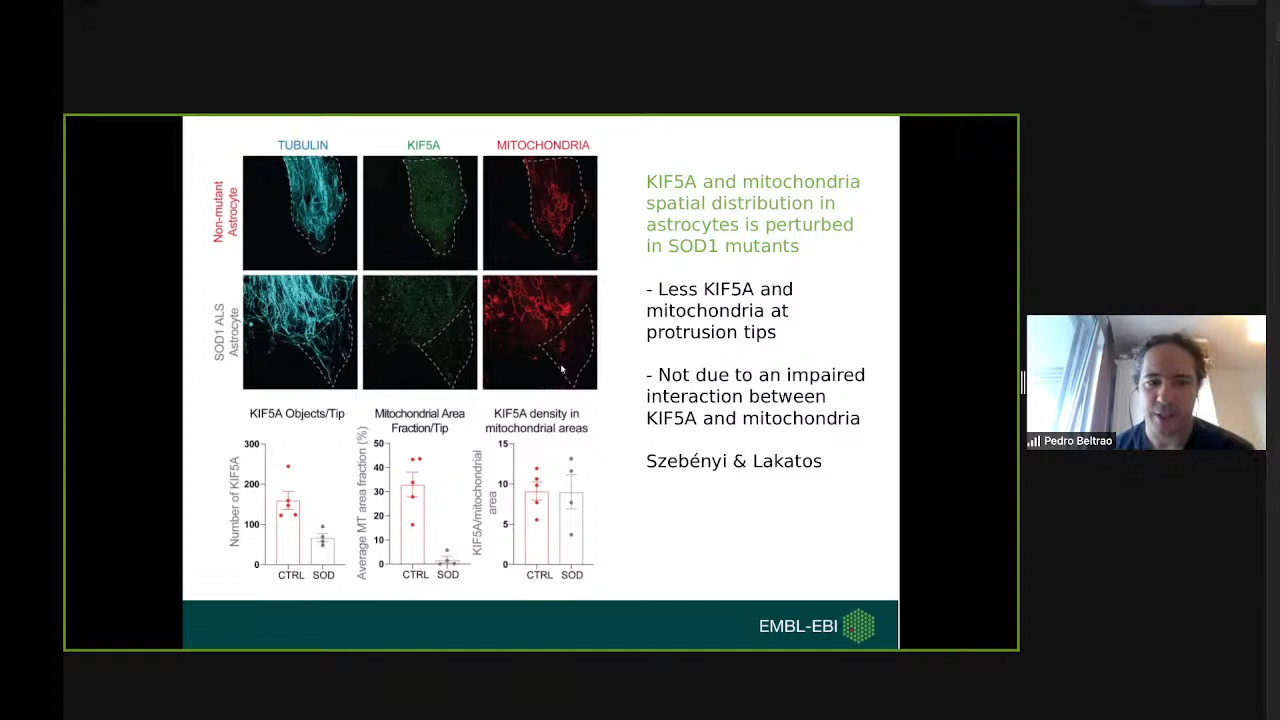 TUBULIN
KIF5A
MITOCHONDRIA
Non-mutant
Astrocyte
SOD1 ALS
Astrocyte
KIF5A Objects/Tip
Number of KIF5A
300
200
100
0
CTRL
SOD
Mitochondrial Area
Fraction/Tip
Average MT area fraction (%)
50
40
30
20
10
0
CTRL
SOD
KIF5A density in
mitochondrial areas
KIF5A/mitochondrial
area
15
10
5
0
CTRL
SOD
KIF5A and mitochondria
spatial distribution in
astrocytes is perturbed
in SOD1 mutants
- Less KIF5A and
mitochondria at
protrusion tips
- Not due to an impaired
interaction between
KIF5A and mitochondria
Szebényi & Lakatos
EMBL-EBI
Pedro Beltrao